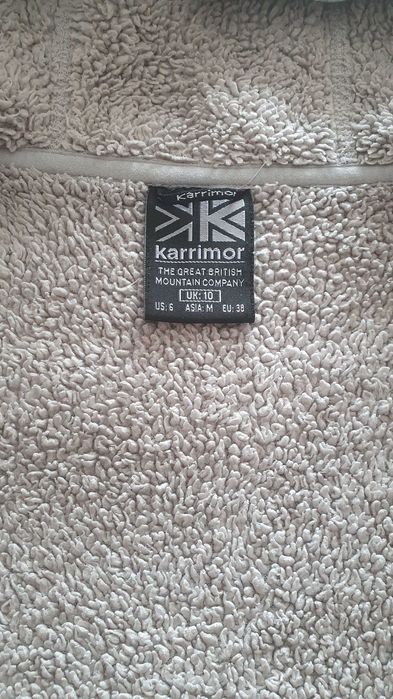 Karrimor
karrimor
THE GREAT BRITISH
MOUNTAIN COMPANY
UK: 10
US: 6 ASIA: M EU: 38